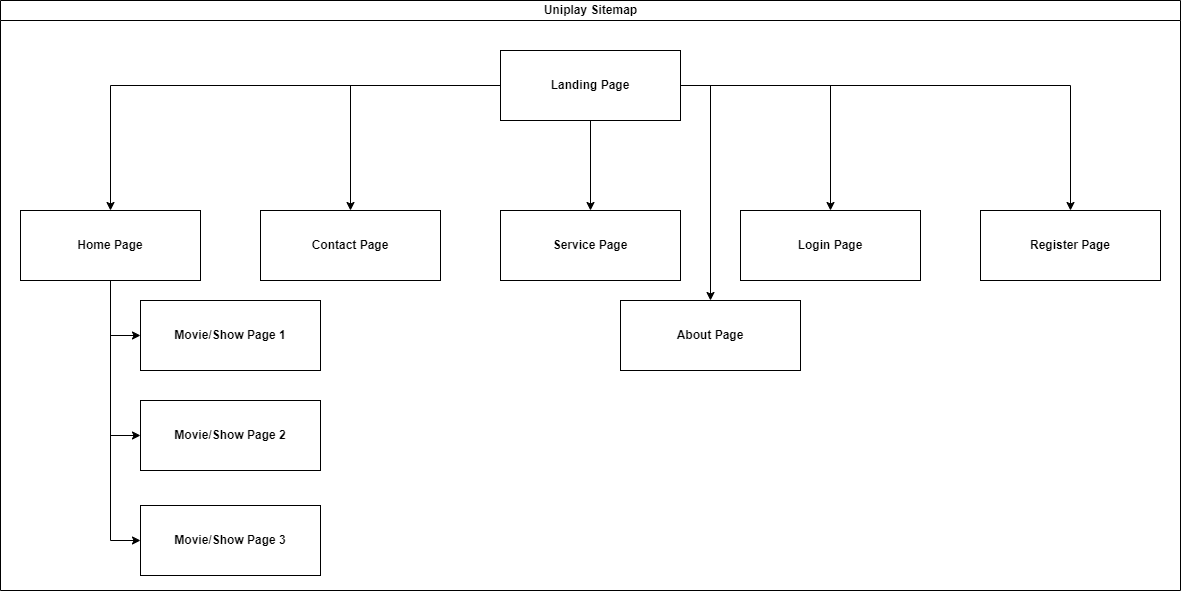 Uniplay Sitemap
Landing Page
Home Page
Contact Page
Service Page
Login Page
Register Page
Movie/Show Page 1
About Page
Movie/Show Page 2
Movie/Show Page 3